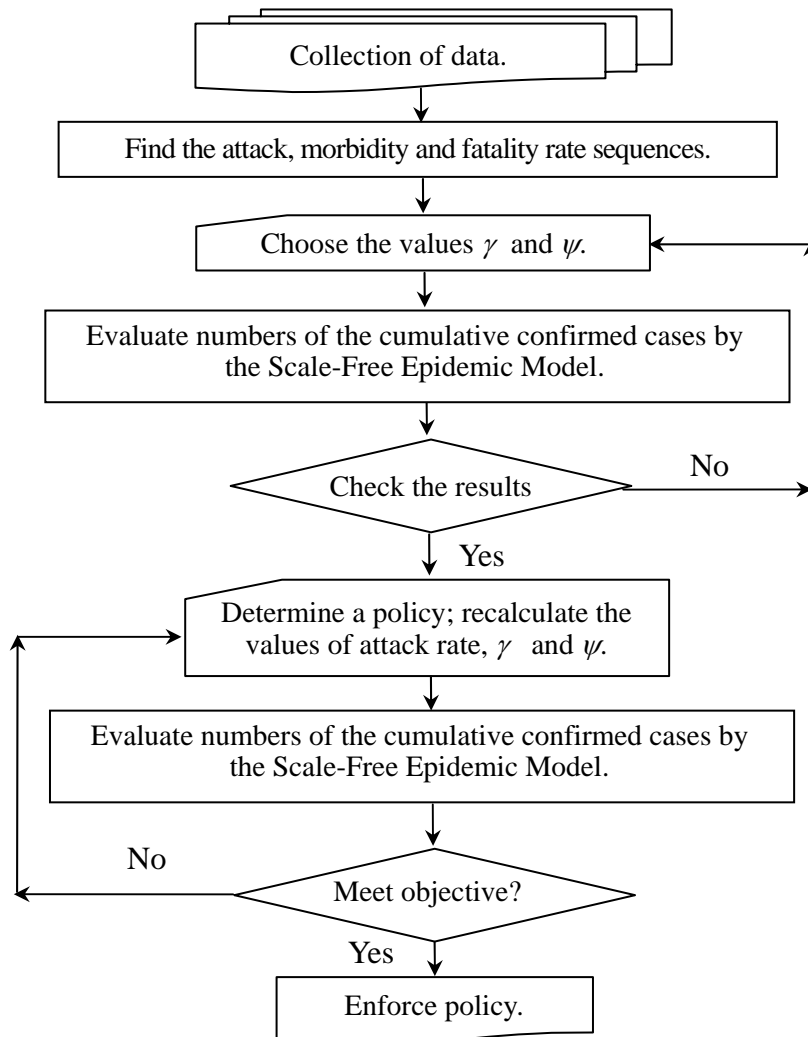 Collection of data.
Find the attack, morbidity and fatality rate sequences.
Choose the values γ and ψ.
Evaluate numbers of the cumulative confirmed cases by
the Scale-Free Epidemic Model.
Check the results
No
Yes
Determine a policy; recalculate the
values of attack rate, γ and ψ.
Evaluate numbers of the cumulative confirmed cases by
the Scale-Free Epidemic Model.
No
Meet objective?
Yes
Enforce policy.